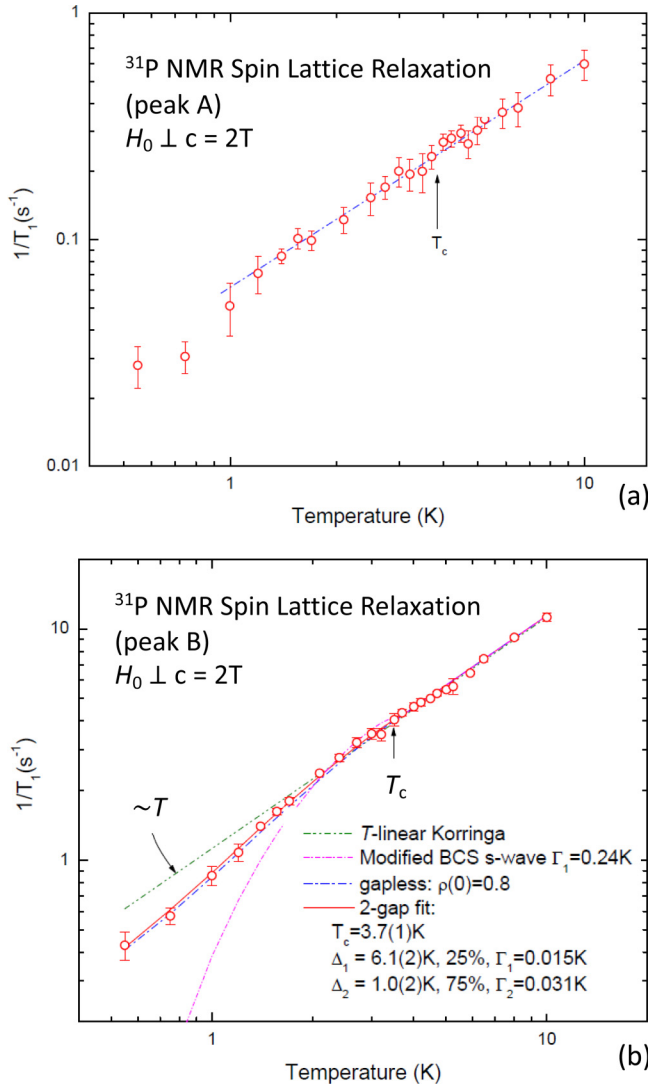 ³¹P NMR Spin Lattice Relaxation
(peak A)
H₀ ⊥ c = 2T
1
0.1
0.01
1/T₁(s⁻¹)
T_c
1
10
Temperature (K)
(a)
³¹P NMR Spin Lattice Relaxation
(peak B)
H₀ ⊥ c = 2T
10
1
1/T₁(s⁻¹)
~T
T_c
T-linear Korringa
Modified BCS s-wave Γ₁=0.24K
gapless: ρ(0)=0.8
2-gap fit:
T_c=3.7(1)K
Δ₁ = 6.1(2)K, 25%, Γ₁=0.015K
Δ₂ = 1.0(2)K, 75%, Γ₂=0.031K
1
10
Temperature (K)
(b)